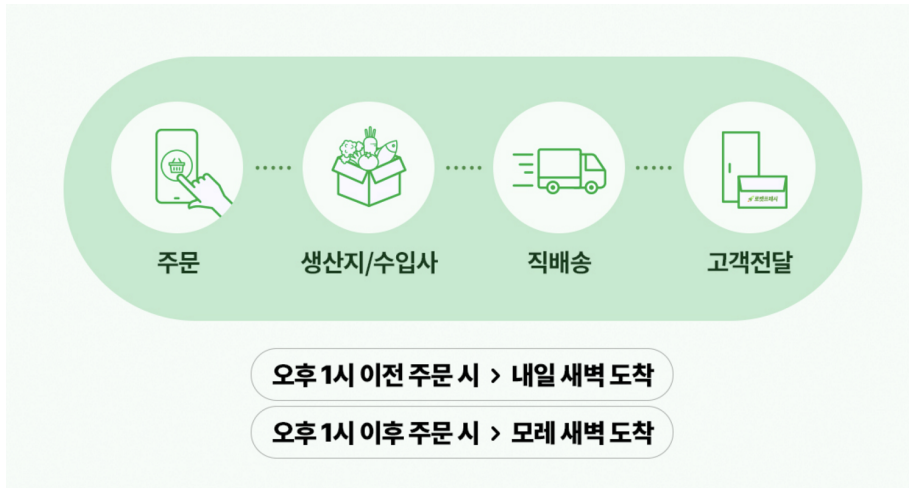 주문
생산지/수입사
직배송
고객전달
오후 1시 이전 주문 시 > 내일 새벽 도착
오후 1시 이후 주문 시 > 모레 새벽 도착